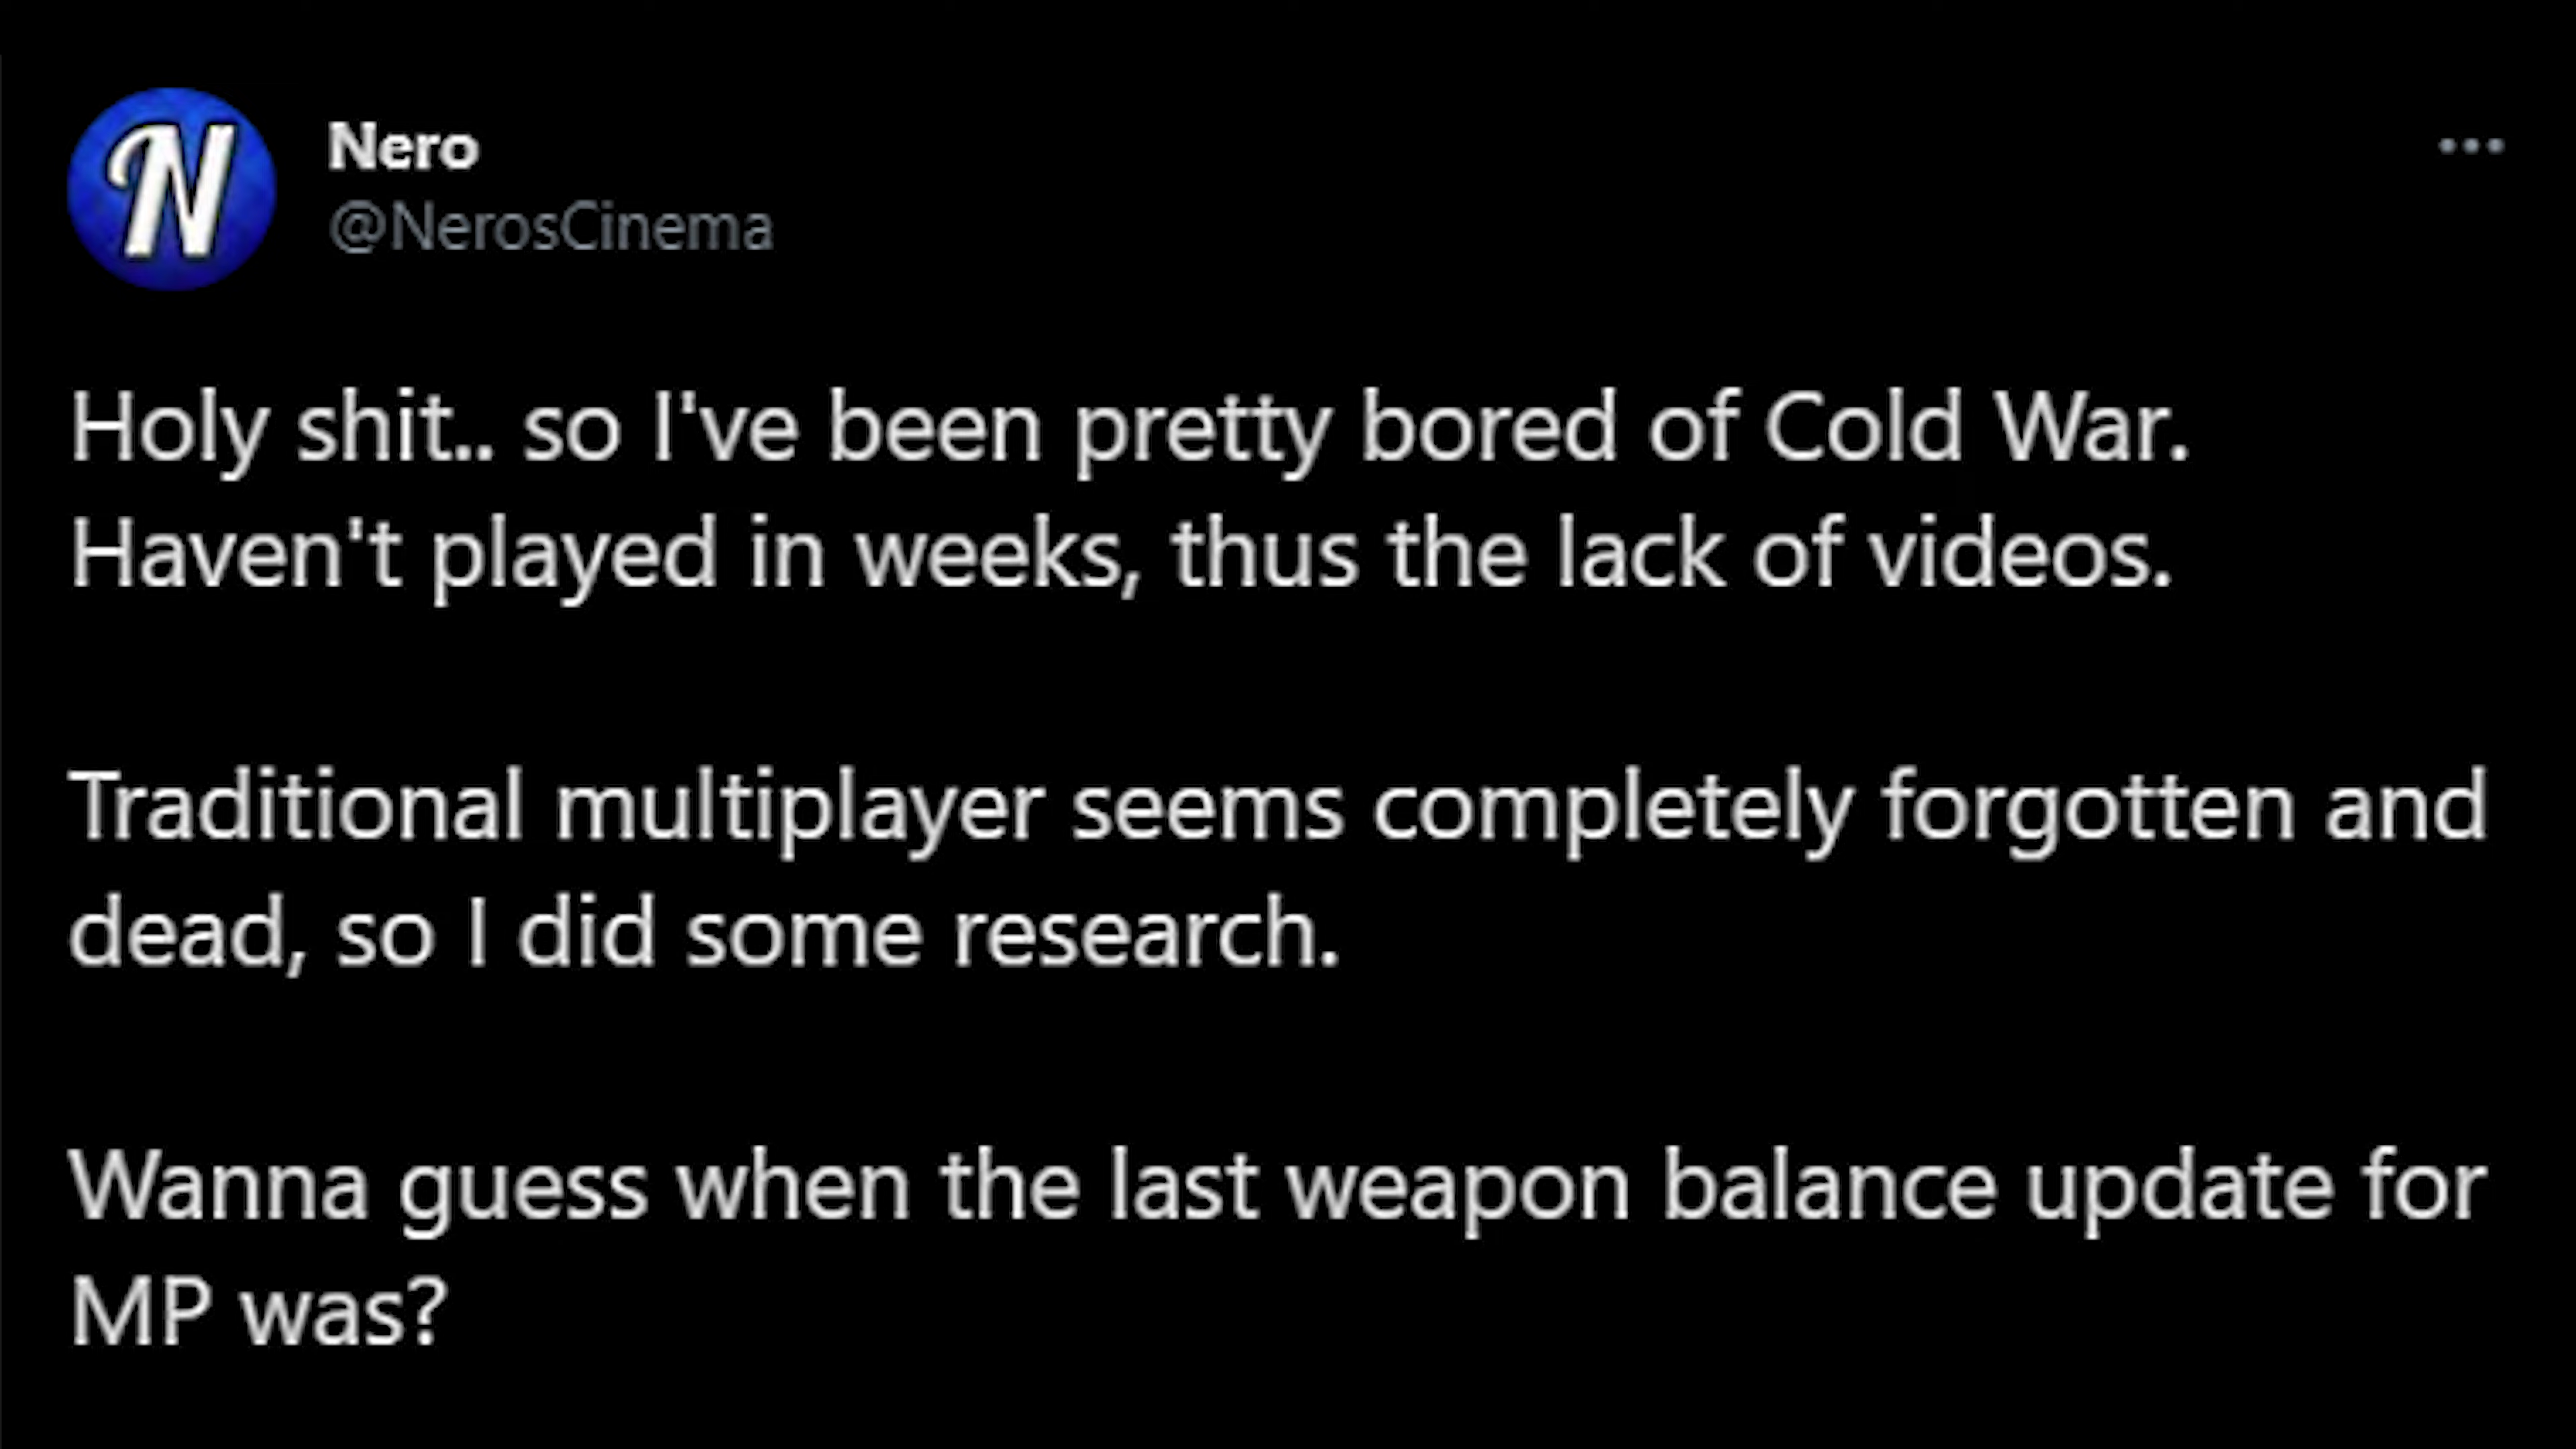 N
Nero
@NerosCinema
Holy shit.. so I've been pretty bored of Cold War.
Haven't played in weeks, thus the lack of videos.
Traditional multiplayer seems completely forgotten and
dead, so I did some research.
Wanna guess when the last weapon balance update for
MP was?